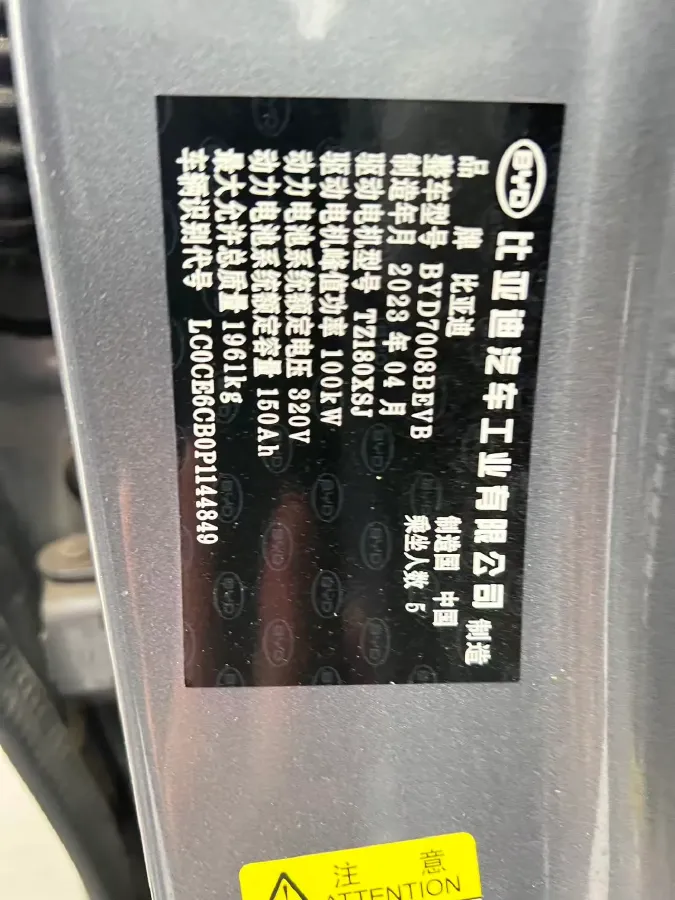 BYD 比亚迪汽车工业有限公司 制造
品牌 比亚迪 制造国 中国
整车型号 BYD7008BEVB 乘坐人数 5
制造年月 2023 年 04 月
驱动电机型号 TZ180XSJ
驱动电机峰值功率 100kW
动力电池系统额定电压 320V
动力电池系统额定容量 150Ah
最大允许总质量 1961kg
车辆识别代号 LC0CE6CB0P1144849
注意
ATTENTION